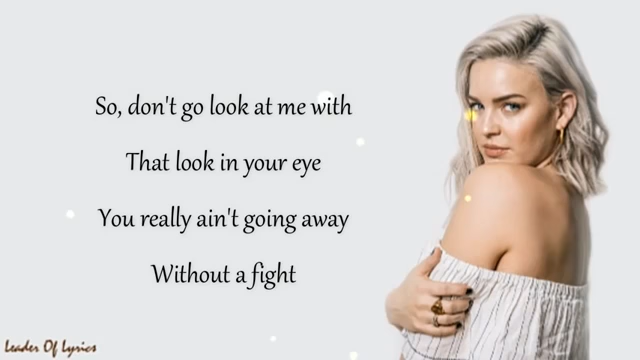 So, don't go look at me with
That look in your eye
You really ain't going away
Without a fight
Leader Of Lyrics